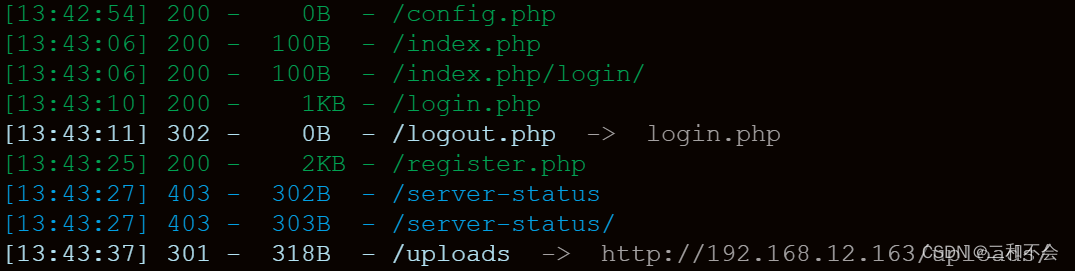 [13:42:54] 200 -    0B  - /config.php
[13:43:06] 200 -  100B  - /index.php
[13:43:06] 200 -  100B  - /index.php/login/
[13:43:10] 200 -    1KB - /login.php
[13:43:11] 302 -    0B  - /logout.php  ->  login.php
[13:43:25] 200 -    2KB - /register.php
[13:43:27] 403 -  302B  - /server-status
[13:43:27] 403 -  303B  - /server-status/
[13:43:37] 301 -  318B  - /uploads  ->  http://192.168.12.163/uploads/
CSDN @云和不会